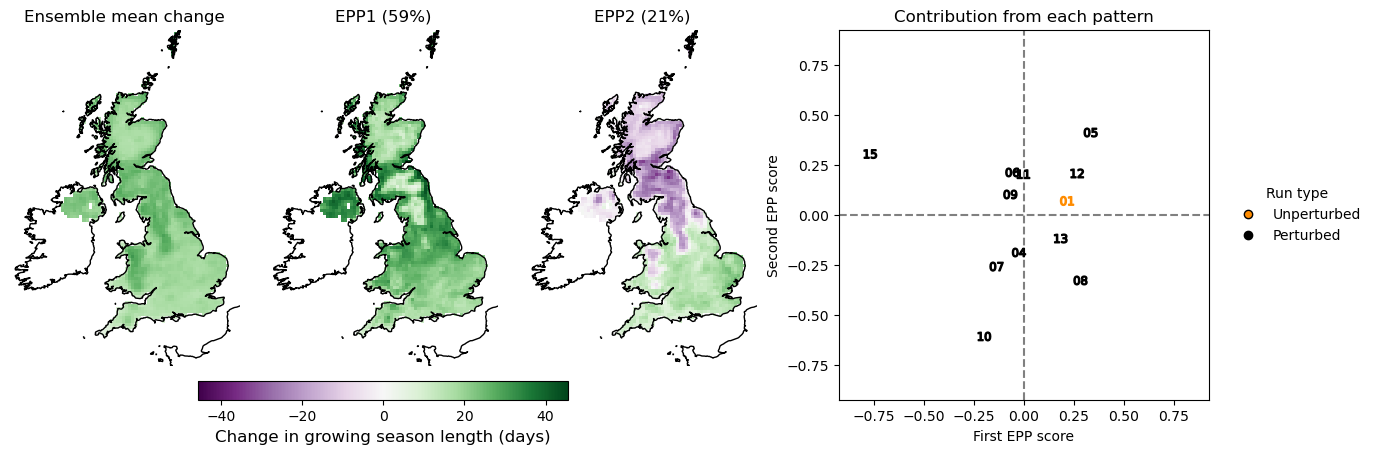 Ensemble mean change
EPP1 (59%)
EPP2 (21%)
−40 −20 0 20 40
Change in growing season length (days)
Contribution from each pattern
Second EPP score
0.75
0.50
0.25
0.00
−0.25
−0.50
−0.75
05
15
06
11
12
09
01
13
04
07
08
10
−0.75 −0.50 −0.25 0.00 0.25 0.50 0.75
First EPP score
Run type
Unperturbed
Perturbed